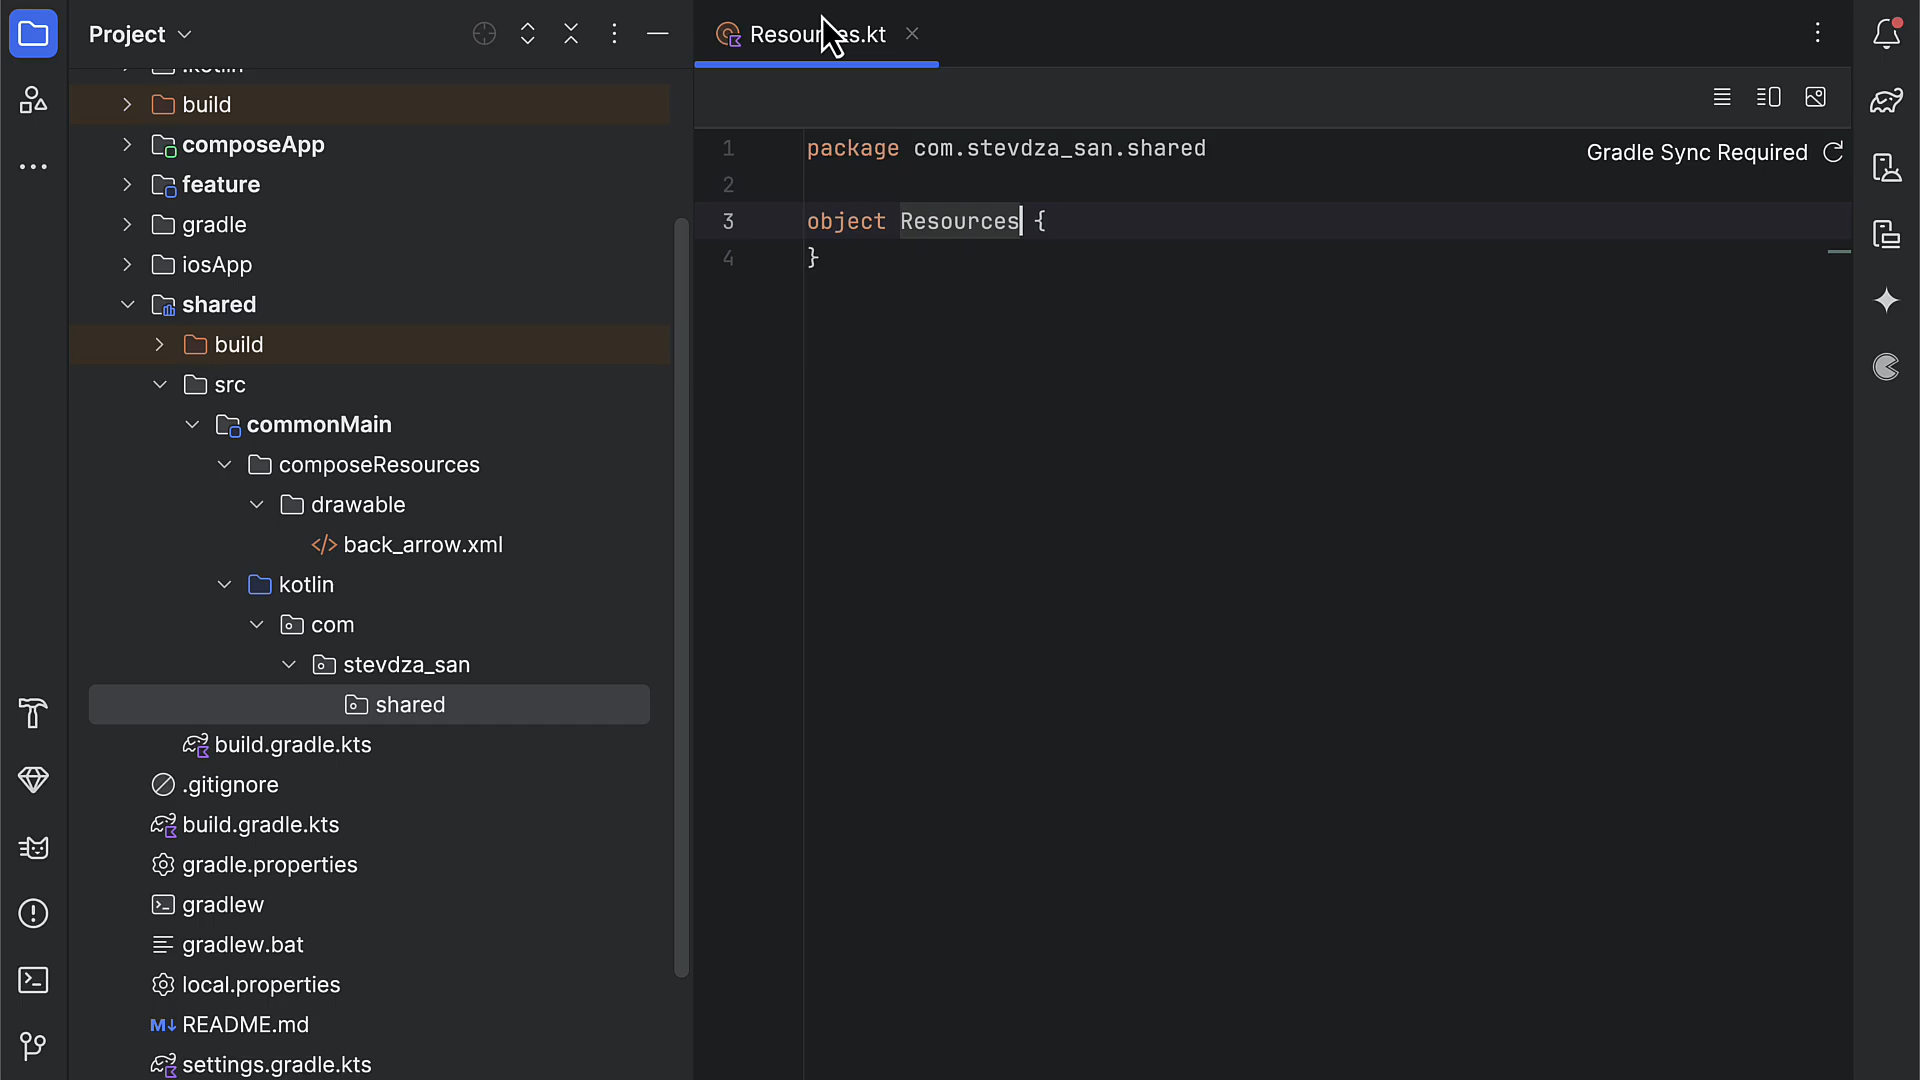 Project
Resources.kt
.kotlin
build
composeApp
feature
gradle
iosApp
shared
build
src
commonMain
composeResources
drawable
</> back_arrow.xml
kotlin
com
stevdza_san
shared
build.gradle.kts
.gitignore
build.gradle.kts
gradle.properties
gradlew
gradlew.bat
local.properties
M↓ README.md
settings.gradle.kts
1 package com.stevdza_san.shared
Gradle Sync Required
2
3 object Resources {
4 }